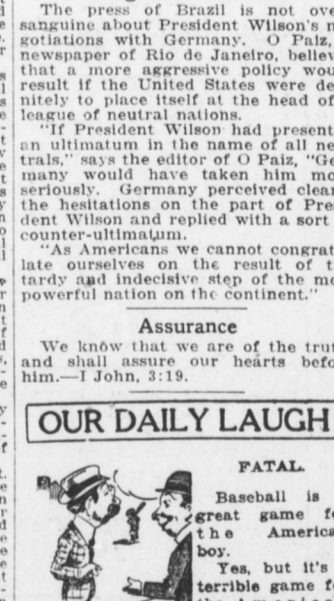 The press of Brazil is not ove
sanguine about President Wilson's n
gotiations with Germany. O Paiz,
newspaper of Rio de Janeiro, believ
that a more aggressive policy wou
result if the United States were de
nitely to place itself at the head of
league of neutral nations.
"If President Wilson had present
an ultimatum in the name of all ne
trals," says the editor of O Paiz, "Ge
many would have taken him mo
seriously. Germany perceived clear
the hesitations on the part of Pres
dent Wilson and replied with a sort
counter-ultimatum.
"As Americans we cannot congrat
late ourselves on the result of t
tardy and indecisive step of the mo
powerful nation on the continent."
Assurance
We know that we are of the trut
and shall assure our hearts befo
him.—I John, 3:19.
OUR DAILY LAUGH
FATAL.
Baseball is
great game fo
the America
boy.
Yes, but it's
terrible game f